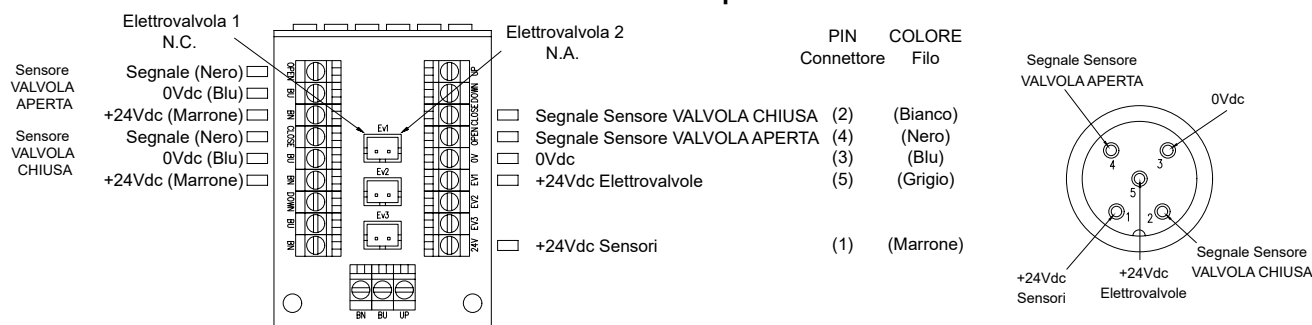 Elettrovalvola 1
N.C.
Elettrovalvola 2
N.A.
PIN
Connettore
COLORE
Filo
Sensore
VALVOLA
APERTA
Segnale (Nero)
0Vdc (Blu)
+24Vdc (Marrone)
Sensore
VALVOLA
CHIUSA
Segnale (Nero)
0Vdc (Blu)
+24Vdc (Marrone)
OPEN
BU
BN
CLOSE
BU
BN
DOWN
BU
BN
Ev1
Ev2
Ev3
UP
DOWN
CLOSE
OPEN
0V
EV1
EV2
EV3
24V
BN BU UP
Segnale Sensore VALVOLA CHIUSA (2) (Bianco)
Segnale Sensore VALVOLA APERTA (4) (Nero)
0Vdc (3) (Blu)
+24Vdc Elettrovalvole (5) (Grigio)
+24Vdc Sensori (1) (Marrone)
Segnale Sensore
VALVOLA APERTA
0Vdc
4
3
5
1
2
Segnale Sensore
VALVOLA CHIUSA
+24Vdc
Sensori
+24Vdc
Elettrovalvole